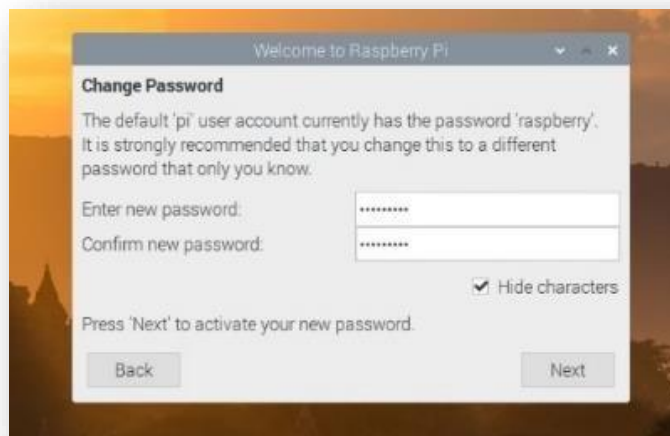 Welcome to Raspberry Pi
Change Password
The default 'pi' user account currently has the password 'raspberry'.
It is strongly recommended that you change this to a different
password that only you know.
Enter new password: •••••••••
Confirm new password: •••••••••
Hide characters
Press 'Next' to activate your new password.
Back Next